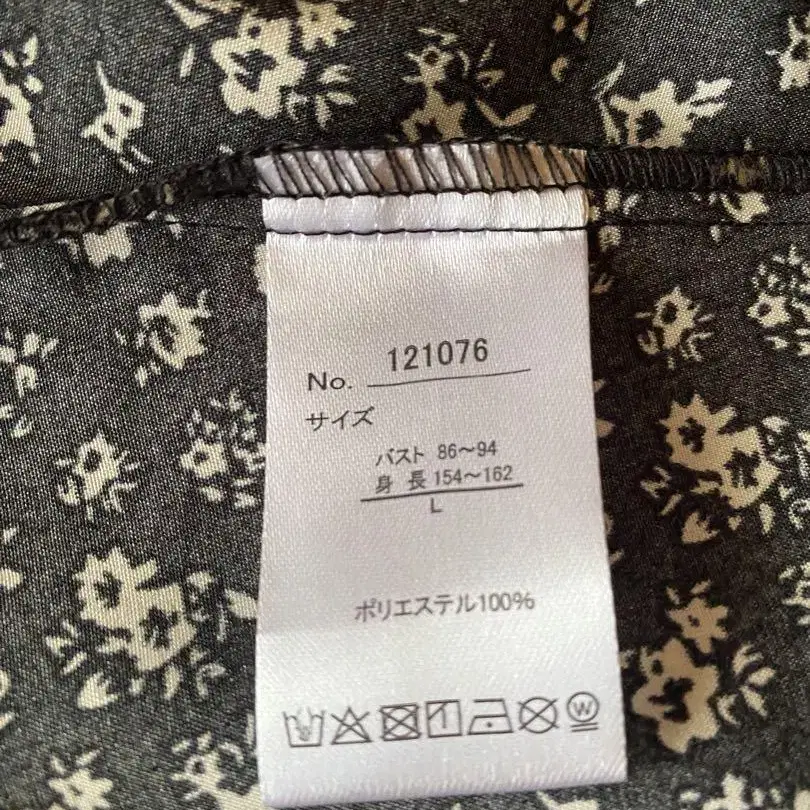 No. 121076
サイズ
バスト 86～94
身 長 154～162
L
ポリエステル100%
W